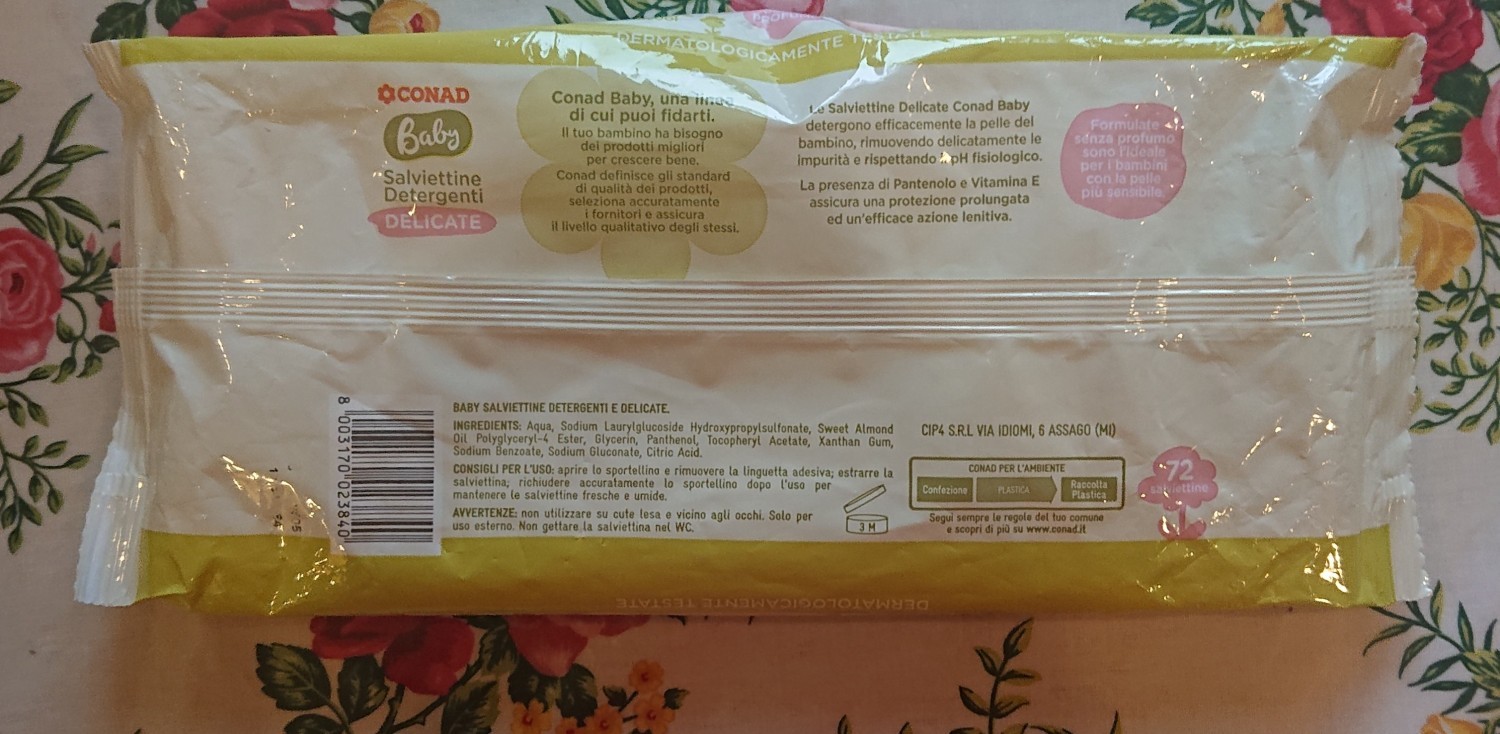 PROFUM
DERMATOLOGICAMENTE TESTATE
CONAD
Baby
Salviettine
Detergenti
DELICATE
Conad Baby, una linea
di cui puoi fidarti.
Il tuo bambino ha bisogno
dei prodotti migliori
per crescere bene.
Conad definisce gli standard
di qualità dei prodotti,
seleziona accuratamente
i fornitori e assicura
il livello qualitativo degli stessi.
Le Salviettine Delicate Conad Baby
detergono efficacemente la pelle del
bambino, rimuovendo delicatamente le
impurità e rispettando il pH fisiologico.
La presenza di Pantenolo e Vitamina E
assicura una protezione prolungata
ed un'efficace azione lenitiva.
Formulate
senza profumo
sono l'ideale
per i bambini
con la pelle
più sensibile.
8 003170 023840
BABY SALVIETTINE DETERGENTI E DELICATE.
INGREDIENTS: Aqua, Sodium Laurylglucoside Hydroxypropylsulfonate, Sweet Almond
Oil Polyglyceryl-4 Ester, Glycerin, Panthenol, Tocopheryl Acetate, Xanthan Gum,
Sodium Benzoate, Sodium Gluconate, Citric Acid.
CONSIGLI PER L'USO: aprire lo sportellino e rimuovere la linguetta adesiva; estrarre la
salviettina; richiudere accuratamente lo sportellino dopo l'uso per
mantenere le salviettine fresche e umide.
AVVERTENZE: non utilizzare su cute lesa e vicino agli occhi. Solo per
uso esterno. Non gettare la salviettina nel WC.
3 M
CIP4 S.R.L VIA IDIOMI, 6 ASSAGO (MI)
CONAD PER L'AMBIENTE
Confezione
PLASTICA
Raccolta
Plastica
Segui sempre le regole del tuo comune
e scopri di più su www.conad.it
72
salviettine
DERMATOLOGICAMENTE TESTATE